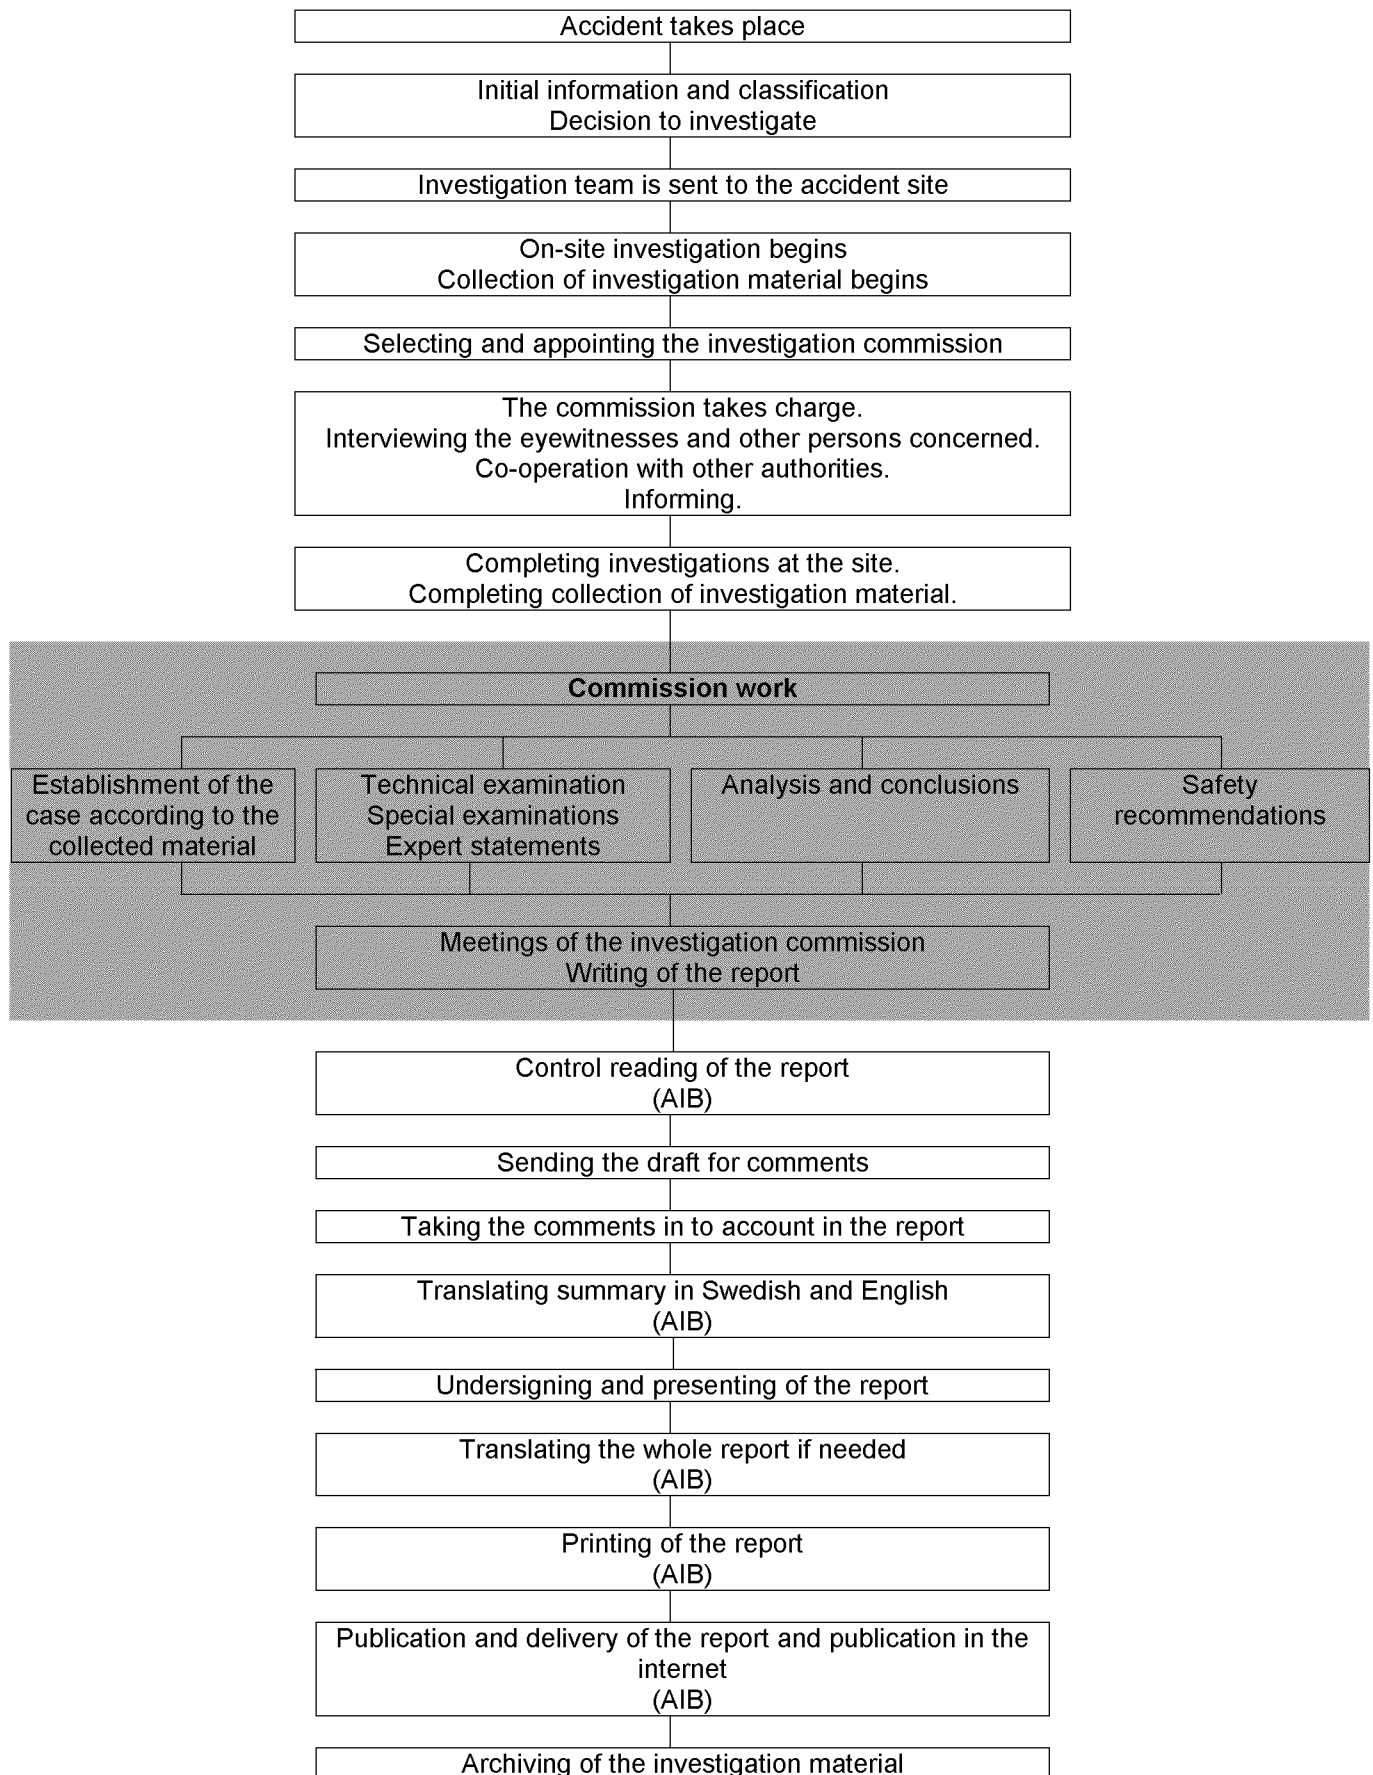 Accident takes place
Initial information and classification
Decision to investigate
Investigation team is sent to the accident site
On-site investigation begins
Collection of investigation material begins
Selecting and appointing the investigation commission
The commission takes charge.
Interviewing the eyewitnesses and other persons concerned.
Co-operation with other authorities.
Informing.
Completing investigations at the site.
Completing collection of investigation material.
Commission work
Establishment of the
case according to the
collected material
Technical examination
Special examinations
Expert statements
Analysis and conclusions
Safety
recommendations
Meetings of the investigation commission
Writing of the report
Control reading of the report
(AIB)
Sending the draft for comments
Taking the comments in to account in the report
Translating summary in Swedish and English
(AIB)
Undersigning and presenting of the report
Translating the whole report if needed
(AIB)
Printing of the report
(AIB)
Publication and delivery of the report and publication in the
internet
(AIB)
Archiving of the investigation material